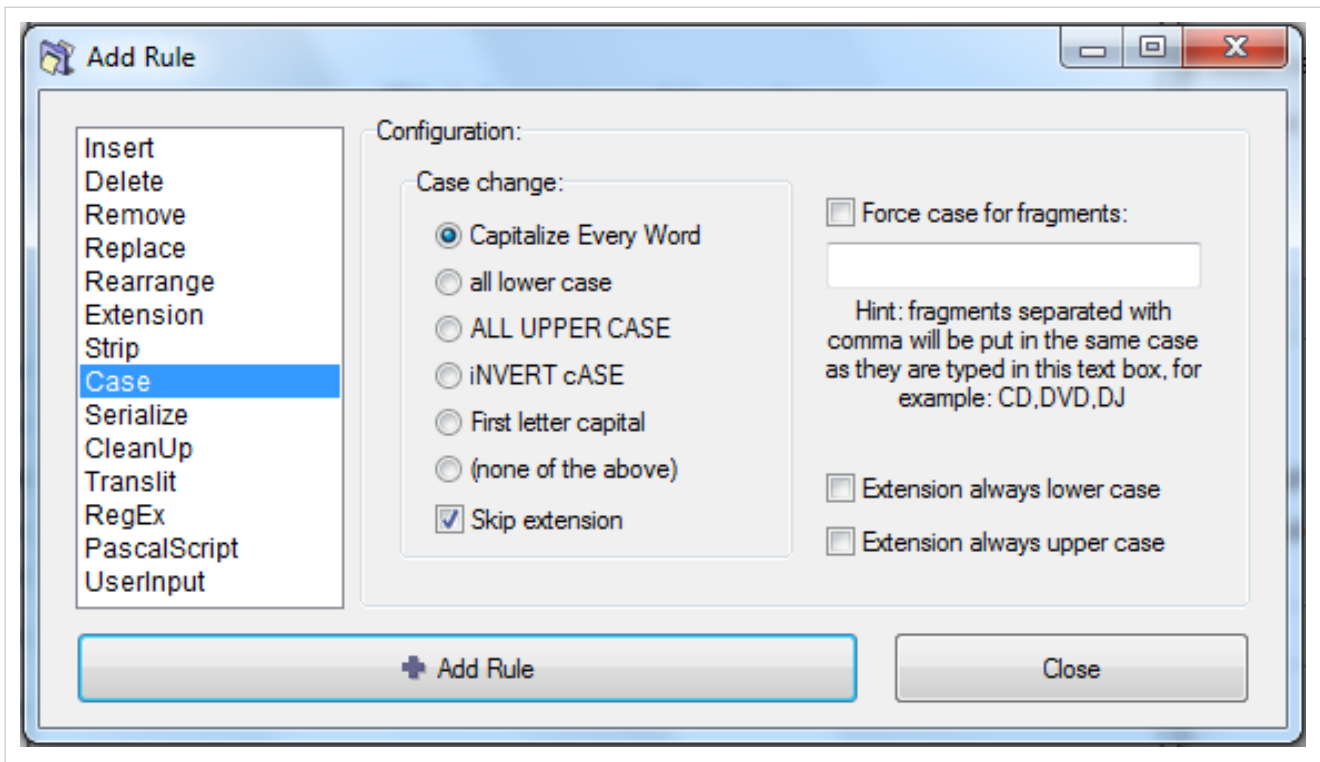 Add Rule
Insert
Delete
Remove
Replace
Rearrange
Extension
Strip
Case
Serialize
CleanUp
Translit
RegEx
PascalScript
UserInput
Configuration:
Case change:
Capitalize Every Word
all lower case
ALL UPPER CASE
iNVERT cASE
First letter capital
(none of the above)
Skip extension
Force case for fragments:
Hint: fragments separated with
comma will be put in the same case
as they are typed in this text box, for
example: CD,DVD,DJ
Extension always lower case
Extension always upper case
Add Rule
Close